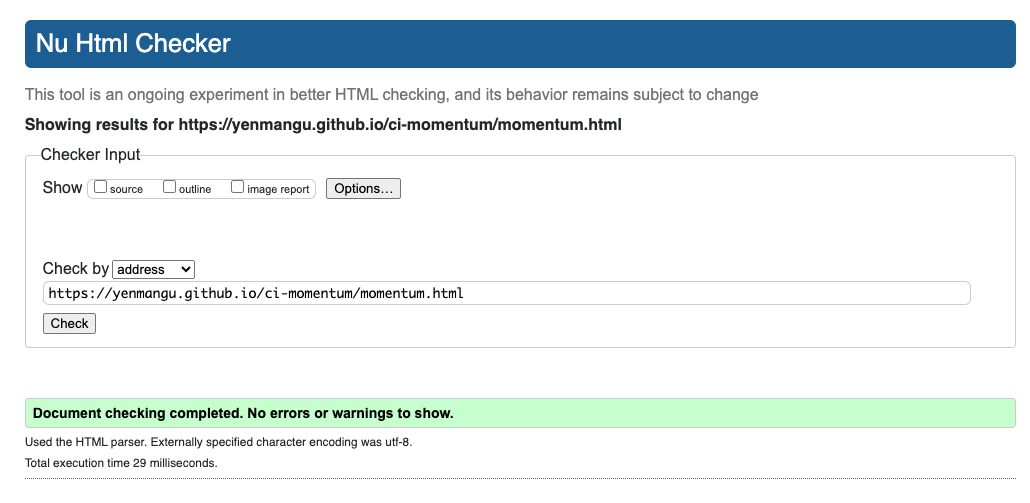 Nu Html Checker
This tool is an ongoing experiment in better HTML checking, and its behavior remains subject to change
Showing results for https://yenmangu.github.io/ci-momentum/momentum.html
Checker Input
Show source outline image report Options...
Check by address
https://yenmangu.github.io/ci-momentum/momentum.html
Check
Document checking completed. No errors or warnings to show.
Used the HTML parser. Externally specified character encoding was utf-8.
Total execution time 29 milliseconds.